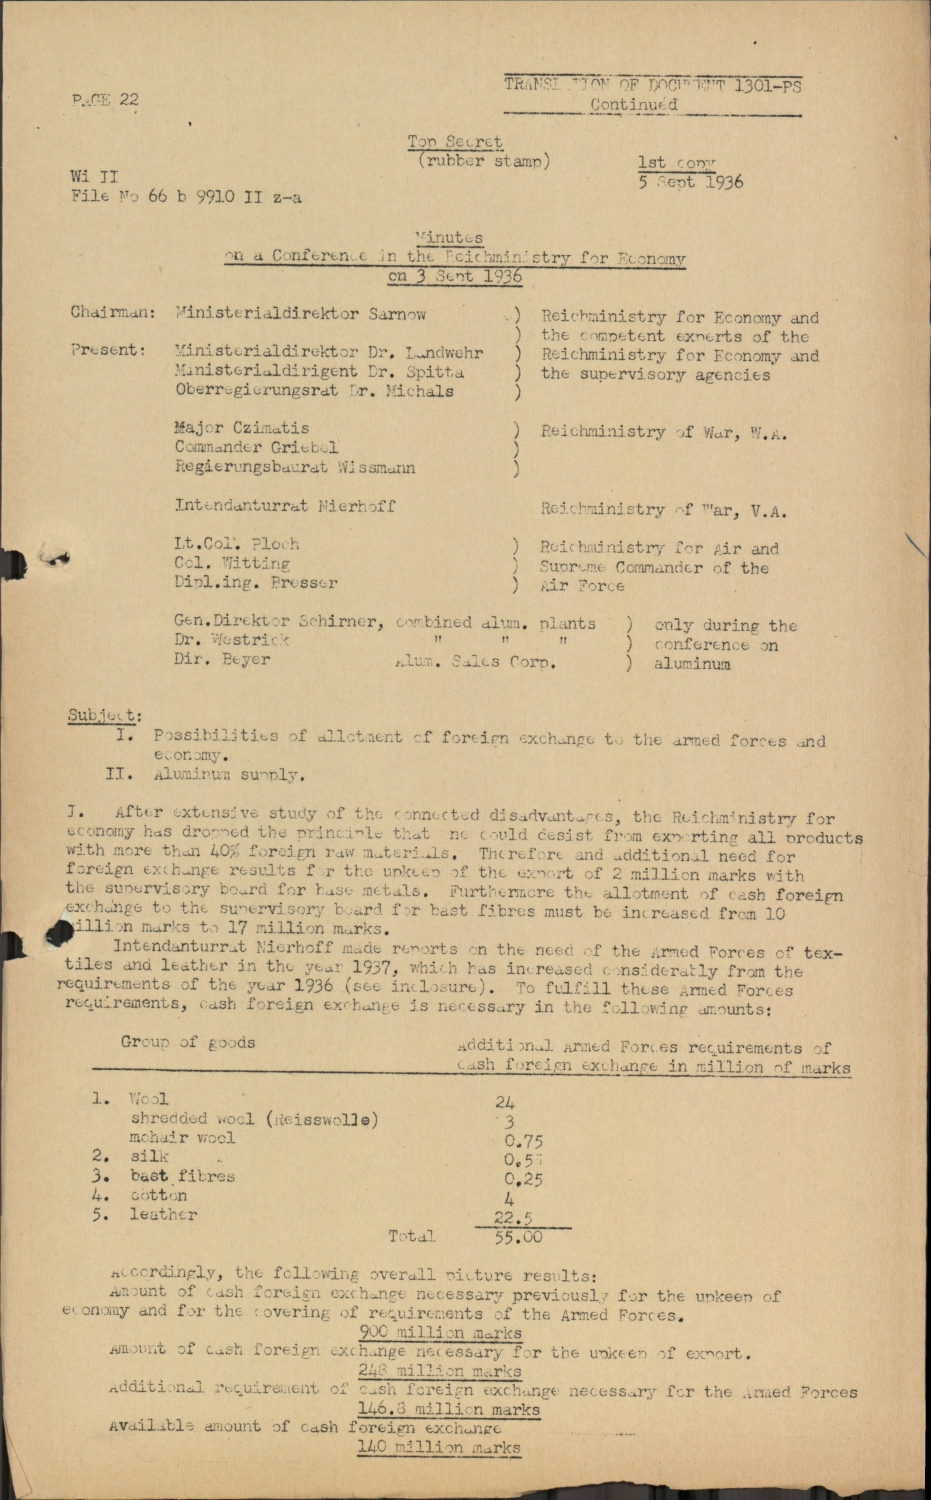 PAGE 22
TRANSLATION OF DOCUMENT 1301-PS
Continued
Top Secret
(rubber stamp)
1st copy
5 Sept 1936
Wi II
File No 66 b 9910 II z-a
Minutes
on a Conference in the Reichministry for Economy
on 3 Sept 1936
Chairman: Ministerialdirektor Sarnow ) Reichministry for Economy and
) the competent experts of the
Present: Ministerialdirektor Dr. Landwehr ) Reichministry for Economy and
Ministerialdirigent Dr. Spitta ) the supervisory agencies
Oberregierungsrat Dr. Michals )
Major Czimatis ) Reichministry of War, W.A.
Commander Griebel )
Regierungsbaurat Wissmann )
Intendanturrat Nierhoff Reichministry of War, V.A.
Lt.Col. Ploch ) Reichministry for Air and
Col. Witting ) Supreme Commander of the
Dipl.ing. Bresser ) Air Force
Gen.Direktor Schirner, combined alum. plants ) only during the
Dr. Westrick " " " ) conference on
Dir. Beyer Alum. Sales Corp. ) aluminum
Subject:
I. Possibilities of allotment of foreign exchange to the armed forces and
economy.
II. Aluminum supply.
I. After extensive study of the connected disadvantages, the Reichministry for
economy has dropped the principle that ne could desist from exporting all products
with more than 40% foreign raw materials. Therefore and additional need for
foreign exchange results for the upkeep of the export of 2 million marks with
the supervisory board for base metals. Furthermore the allotment of cash foreign
exchange to the supervisory board for bast fibres must be increased from 10
million marks to 17 million marks.
Intendanturrat Nierhoff made reports on the need of the Armed Forces of tex-
tiles and leather in the year 1937, which has increased considerably from the
requirements of the year 1936 (see inclosure). To fulfill these Armed Forces
requirements, cash foreign exchange is necessary in the following amounts:
Group of goods Additional Armed Forces requirements of
cash foreign exchange in million of marks
1. Wool 24
shredded wool (Reisswolle) 3
mohair wool 0.75
2. silk 0.5
3. bast fibres 0.25
4. cotton 4
5. leather 22.5
Total 55.00
Accordingly, the following overall picture results:
Amount of cash foreign exchange necessary previously for the upkeep of
economy and for the covering of requirements of the Armed Forces.
900 million marks
Amount of cash foreign exchange necessary for the upkeep of export.
248 million marks
Additional requirement of cash foreign exchange necessary for the Armed Forces
146.8 million marks
Available amount of cash foreign exchange
140 million marks